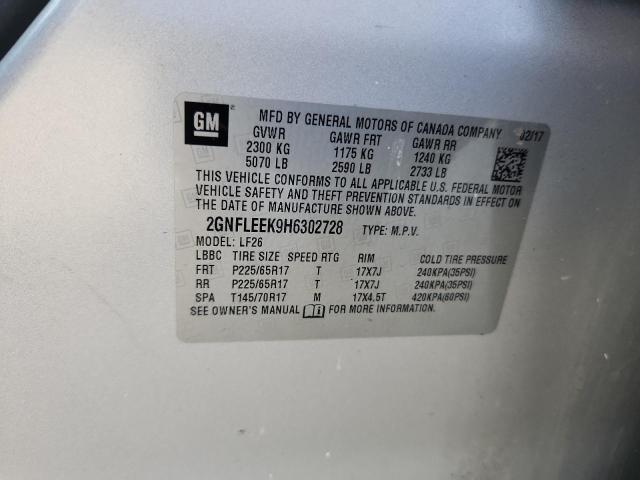 GM
MFD BY GENERAL MOTORS OF CANADA COMPANY 02/17
GVWR GAWR FRT GAWR RR
2300 KG 1175 KG 1240 KG
5070 LB 2590 LB 2733 LB
THIS VEHICLE CONFORMS TO ALL APPLICABLE U.S. FEDERAL MOTOR
VEHICLE SAFETY AND THEFT PREVENTION STANDARDS IN EFFECT ON
THE DATE OF MANUFACTURE SHOWN ABOVE.
2GNFLEEK9H6302728 TYPE: M.P.V.
MODEL: LF26
LBBC TIRE SIZE SPEED RTG RIM COLD TIRE PRESSURE
FRT P225/65R17 T 17X7J 240KPA(35PSI)
RR P225/65R17 T 17X7J 240KPA(35PSI)
SPA T145/70R17 M 17X4.5T 420KPA(60PSI)
SEE OWNER'S MANUAL FOR MORE INFORMATION.